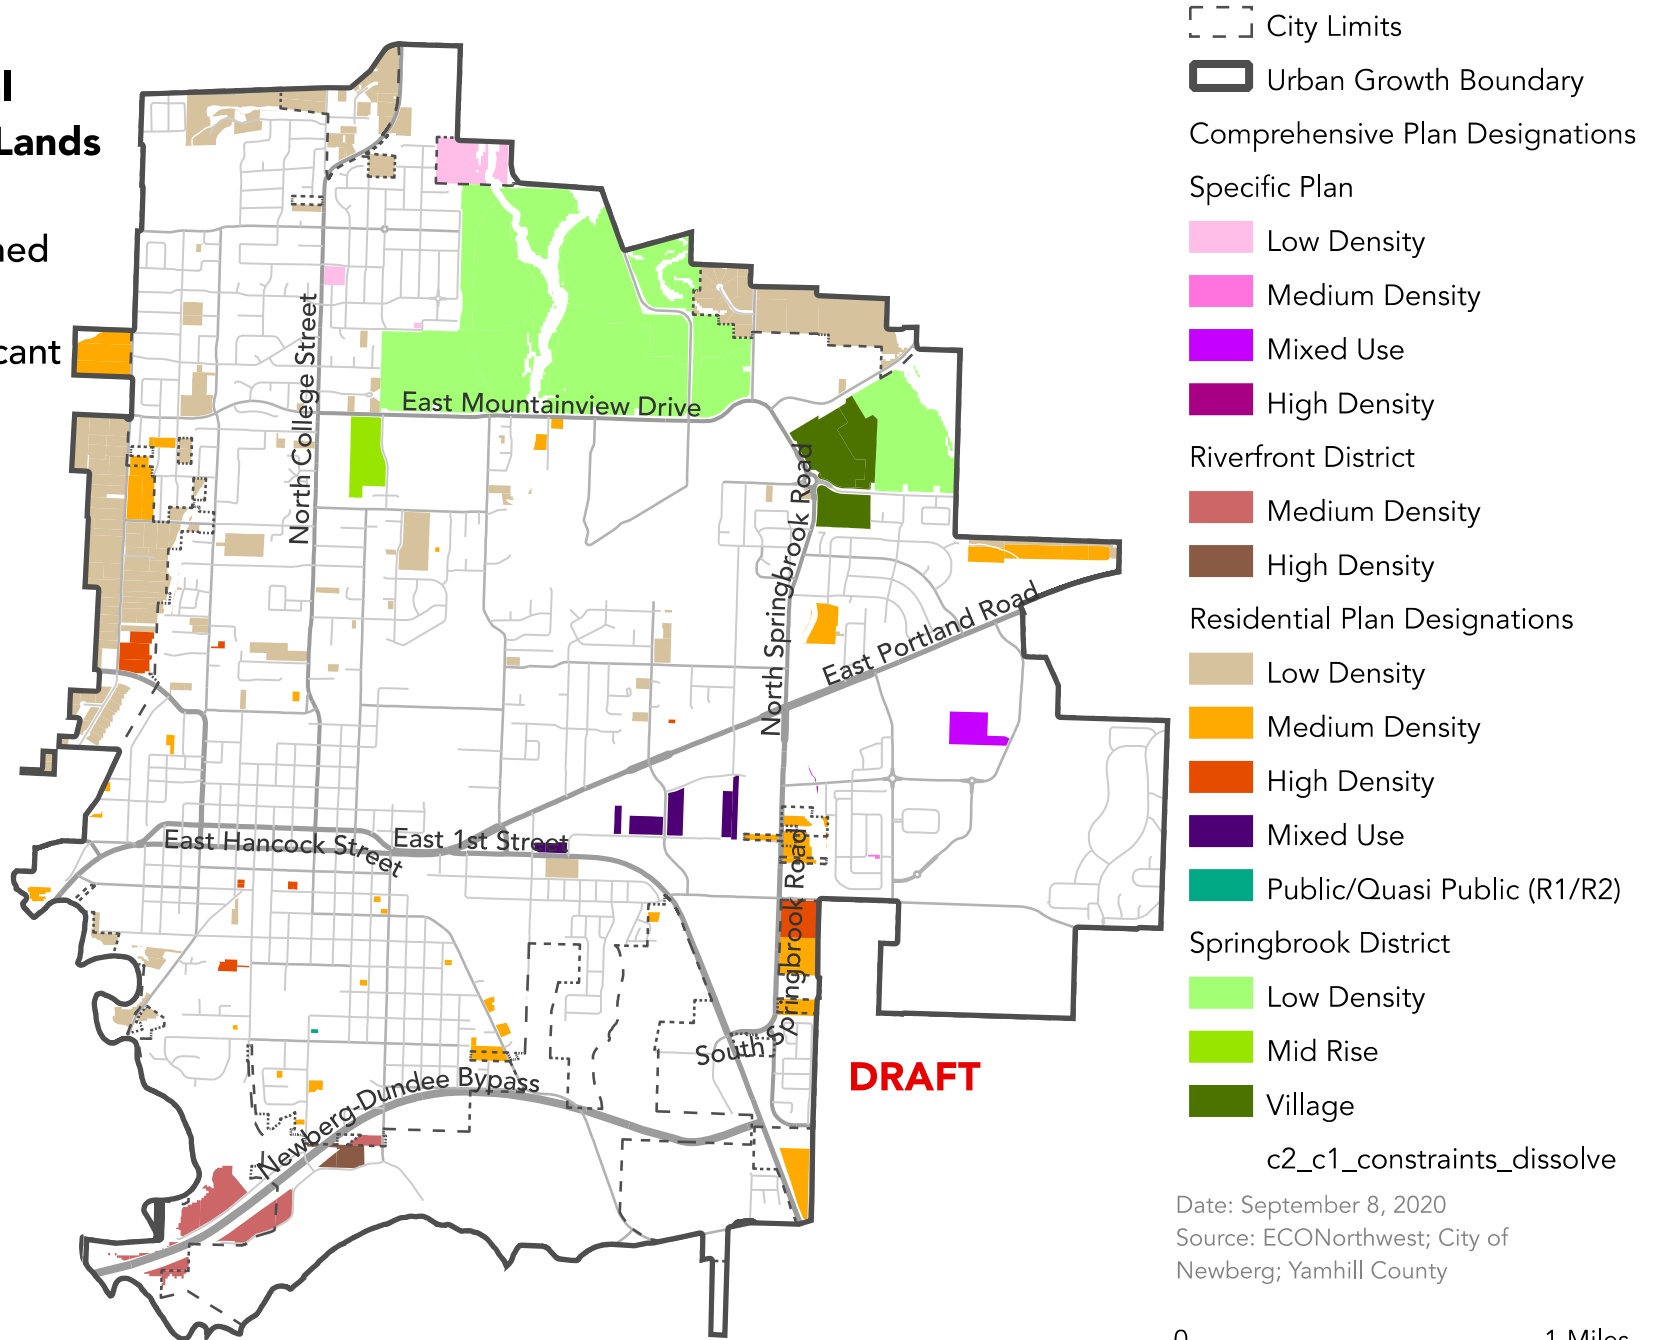 l
Lands
ned
cant
North College Street
East Mountainview Drive
North Springbrook Road
East Portland Road
East Hancock Street
East 1st Street
South Springbrook Road
Newberg-Dundee Bypass
DRAFT
City Limits
Urban Growth Boundary
Comprehensive Plan Designations
Specific Plan
Low Density
Medium Density
Mixed Use
High Density
Riverfront District
Medium Density
High Density
Residential Plan Designations
Low Density
Medium Density
High Density
Mixed Use
Public/Quasi Public (R1/R2)
Springbrook District
Low Density
Mid Rise
Village
c2_c1_constraints_dissolve
Date: September 8, 2020
Source: ECONorthwest; City of
Newberg; Yamhill County
0 1 Miles